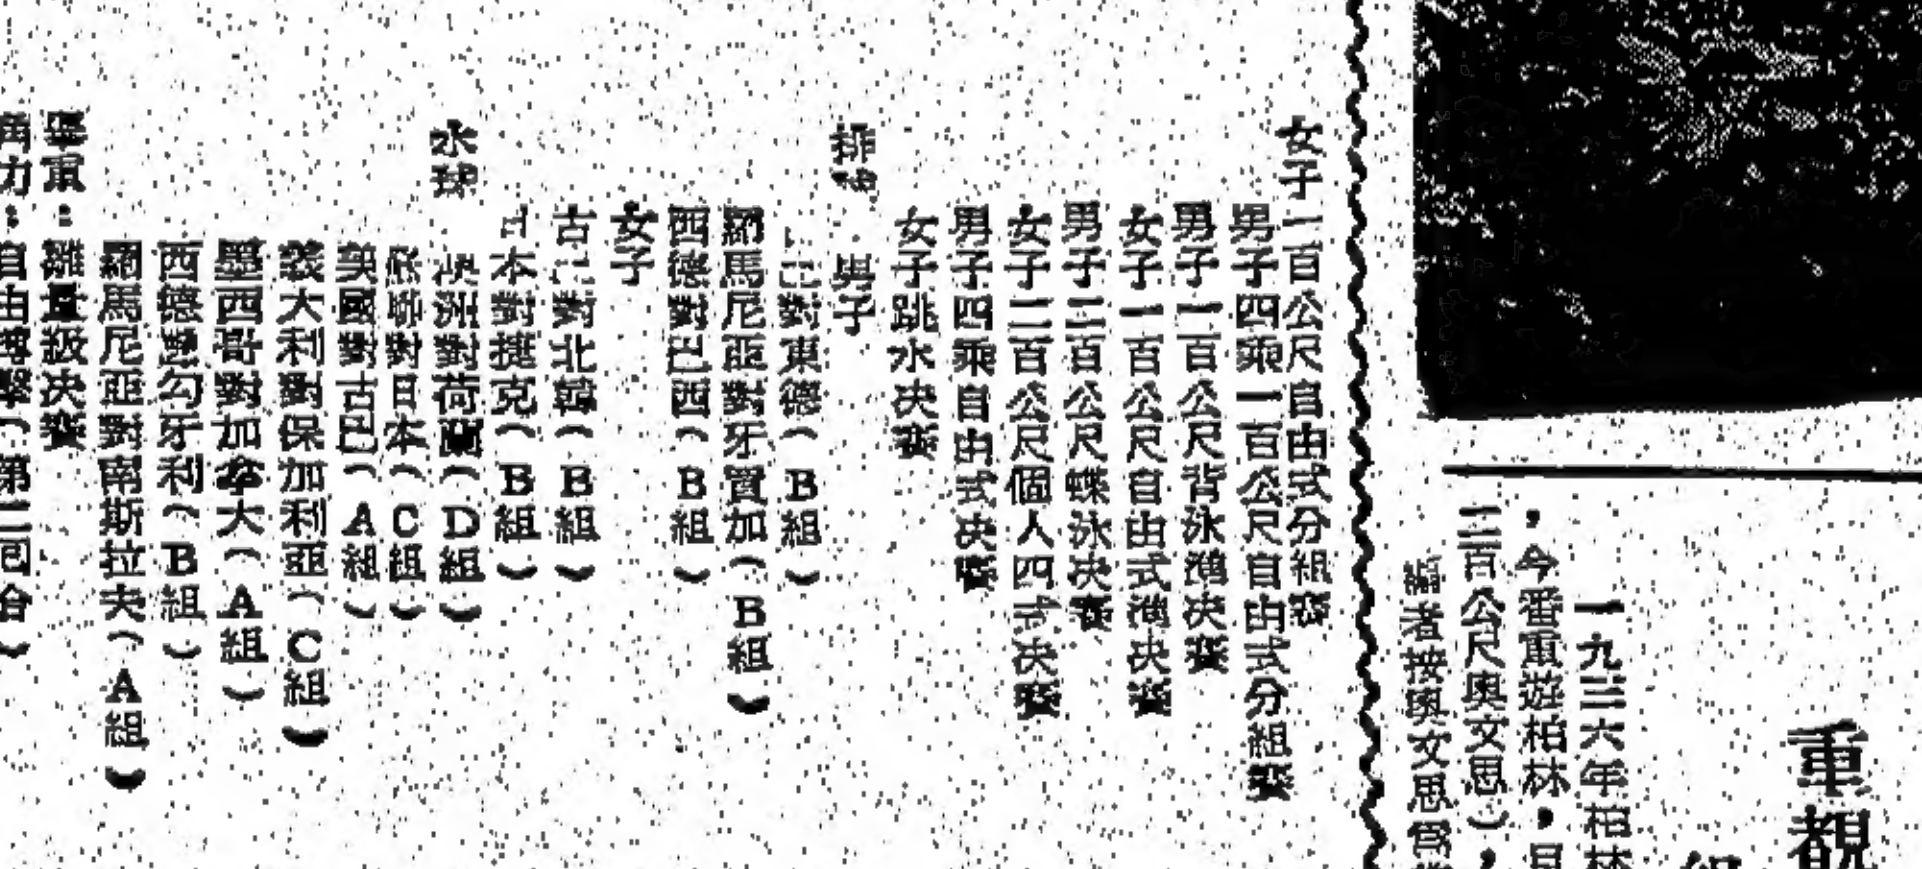 重觀
一九三六年柏林
，今番重遊柏林，
二百公尺奧文思），
編者按奧文思爲
女子一百公尺自由式分組賽
男子四乘一百公尺自由式分組賽
男子一百公尺背泳決賽
女子一百公尺自由式決賽
男子二百公尺蝶泳決賽
女子二百公尺個人四式決賽
男子四乘自由式決賽
女子跳水決賽
排球：男子
對東德（B組）
羅馬尼亞對牙買加（B組）
西德對巴西（B組）
女子
古巴對北韓（B組）
日本對捷克（B組）
水球
澳洲對荷蘭（D組）
蘇聯對日本（C組）
美國對古巴（A組）
義大利對保加利亞（C組）
墨西哥對加拿大（A組）
西德對匈牙利（B組）
羅馬尼亞對南斯拉夫（A組）
舉重：雛量級決賽
角力：自由搏擊（第二回合）